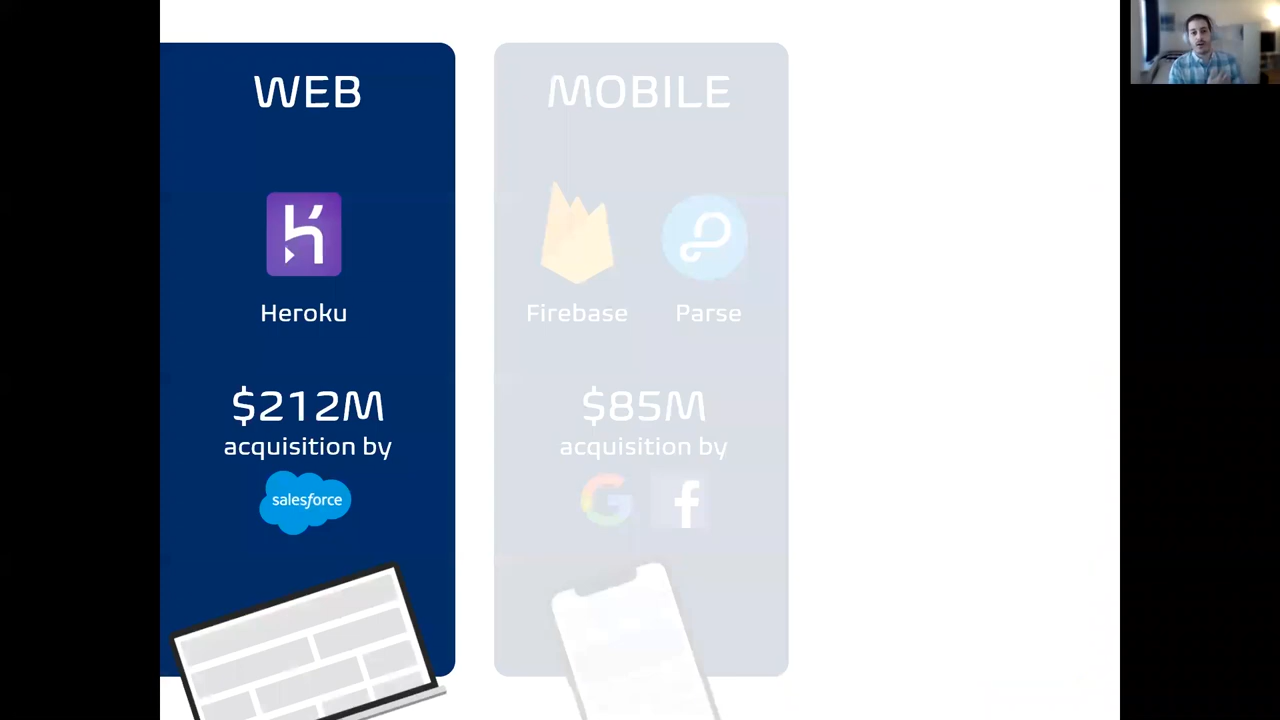 WEB
Heroku
$212M
acquisition by
salesforce
MOBILE
Firebase
Parse
$85M
acquisition by